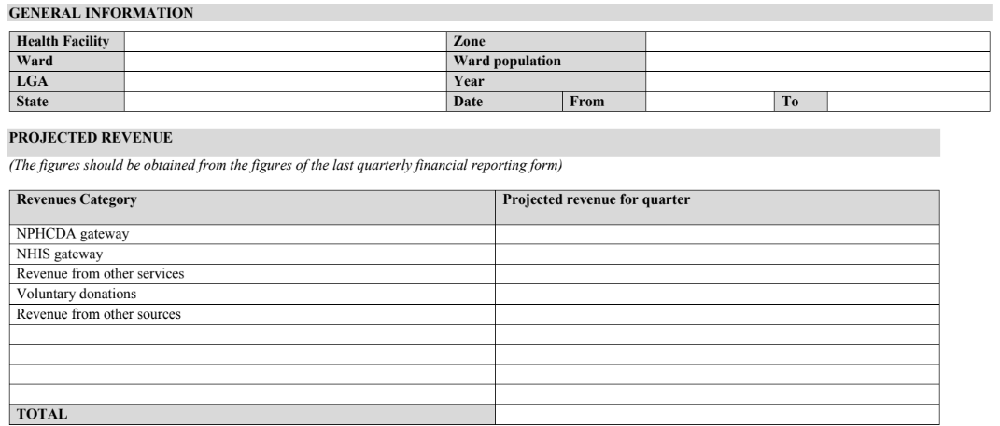 GENERAL INFORMATION
Health Facility Zone
Ward Ward population
LGA Year
State Date From To
PROJECTED REVENUE
(The figures should be obtained from the figures of the last quarterly financial reporting form)
Revenues Category Projected revenue for quarter
NPHCDA gateway
NHIS gateway
Revenue from other services
Voluntary donations
Revenue from other sources
TOTAL